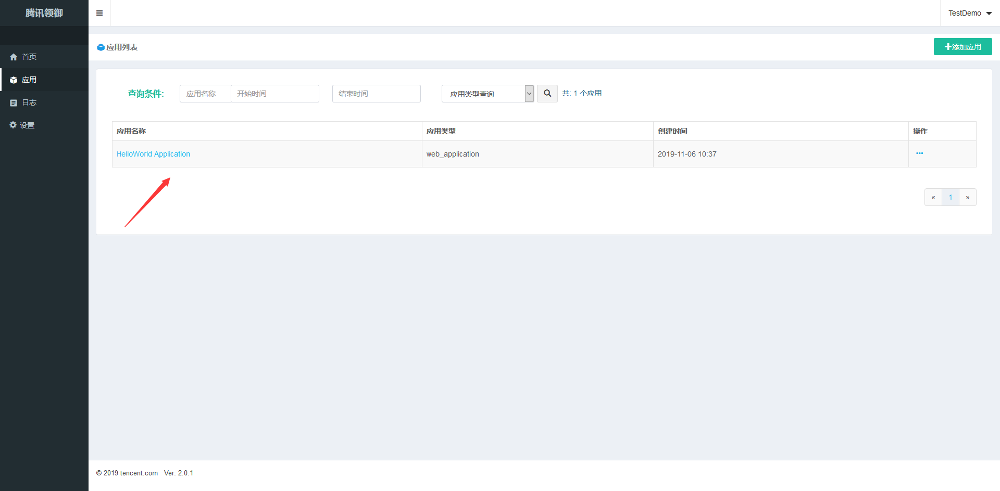 腾讯领御
TestDemo
首页
应用
日志
设置
应用列表
添加应用
查询条件:
应用名称
开始时间
结束时间
应用类型查询
共: 1 个应用
应用名称 应用类型 创建时间 操作
HelloWorld Application web_application 2019-11-06 10:37 •••
« 1 »
© 2019 tencent.com Ver: 2.0.1